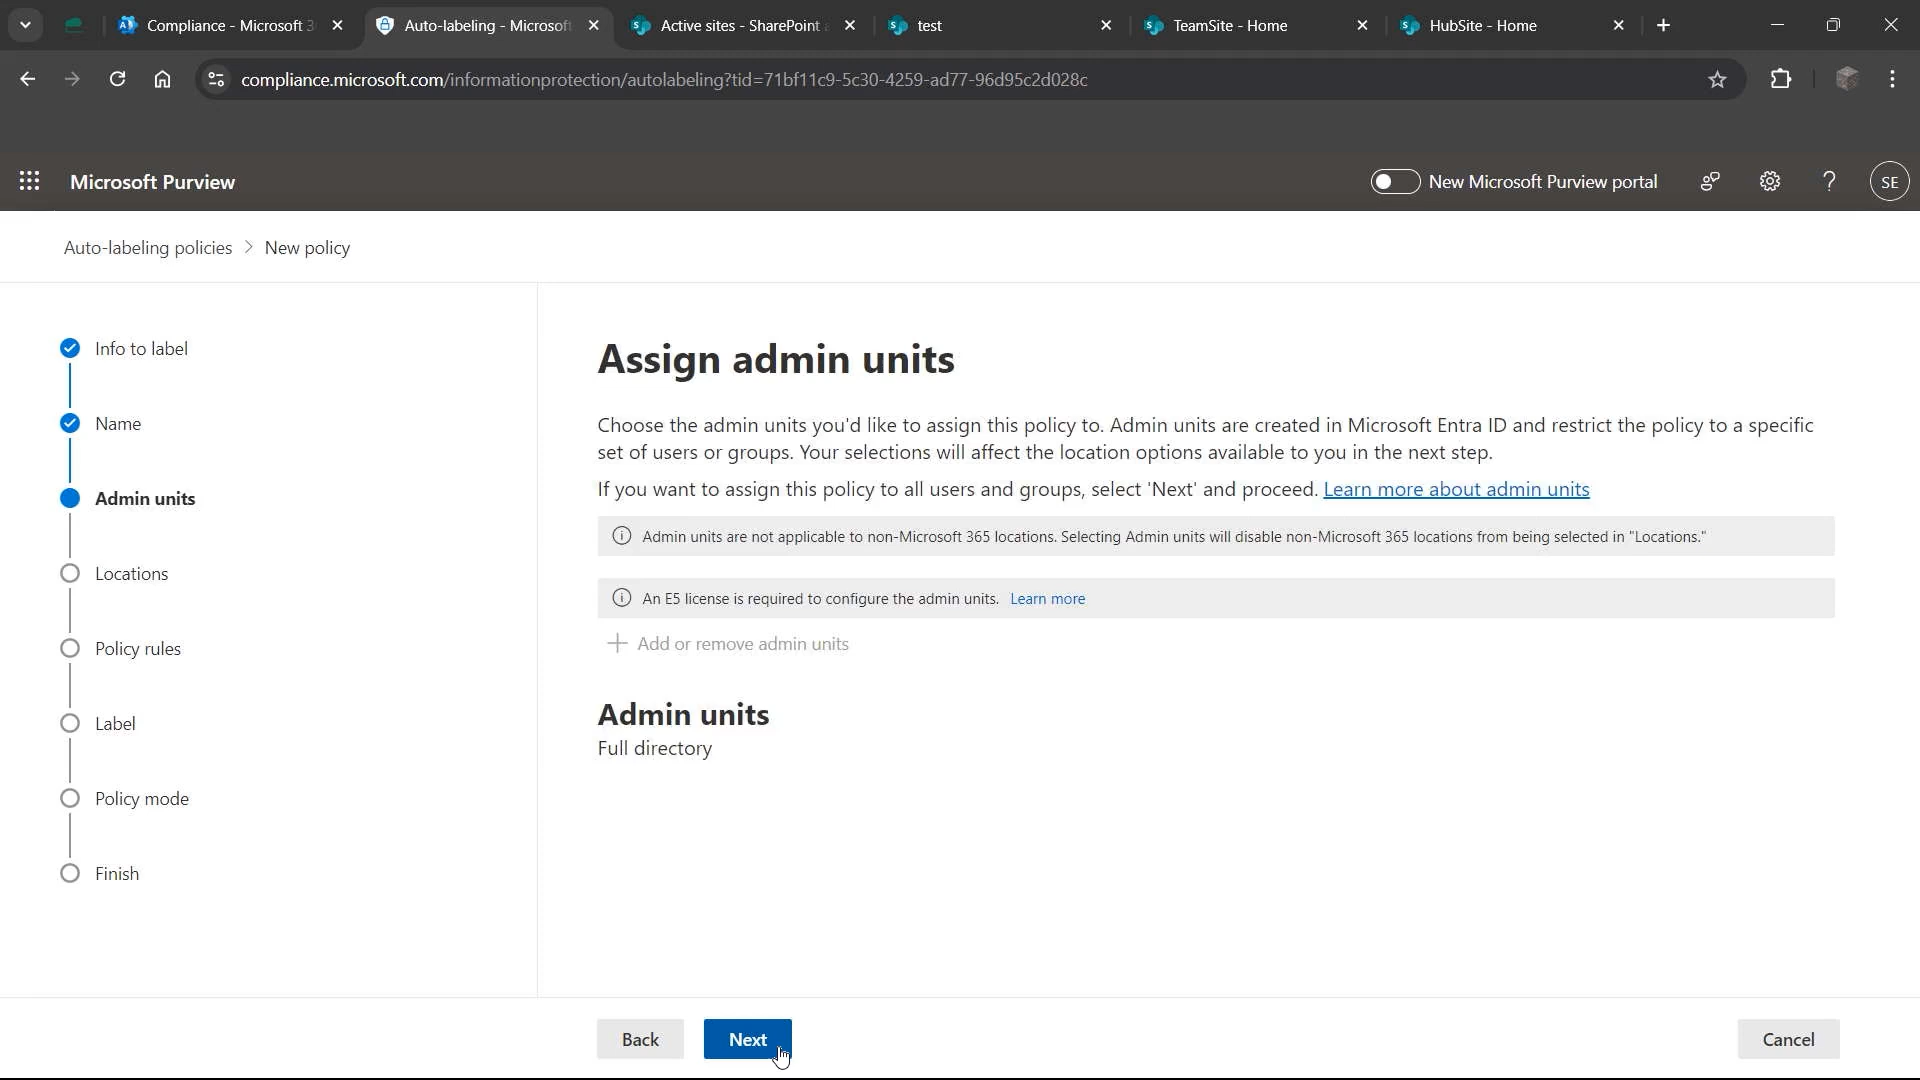 Compliance - Microsoft 3
Auto-labeling - Microsoft
Active sites - SharePoint a
test
TeamSite - Home
HubSite - Home
compliance.microsoft.com/informationprotection/autolabeling?tid=71bf11c9-5c30-4259-ad77-96d95c2d028c
Microsoft Purview
New Microsoft Purview portal
SE
Auto-labeling policies > New policy
Info to label
Name
Admin units
Locations
Policy rules
Label
Policy mode
Finish
Assign admin units
Choose the admin units you'd like to assign this policy to. Admin units are created in Microsoft Entra ID and restrict the policy to a specific
set of users or groups. Your selections will affect the location options available to you in the next step.
If you want to assign this policy to all users and groups, select 'Next' and proceed. Learn more about admin units
Admin units are not applicable to non-Microsoft 365 locations. Selecting Admin units will disable non-Microsoft 365 locations from being selected in "Locations."
An E5 license is required to configure the admin units. Learn more
Add or remove admin units
Admin units
Full directory
Back
Next
Cancel